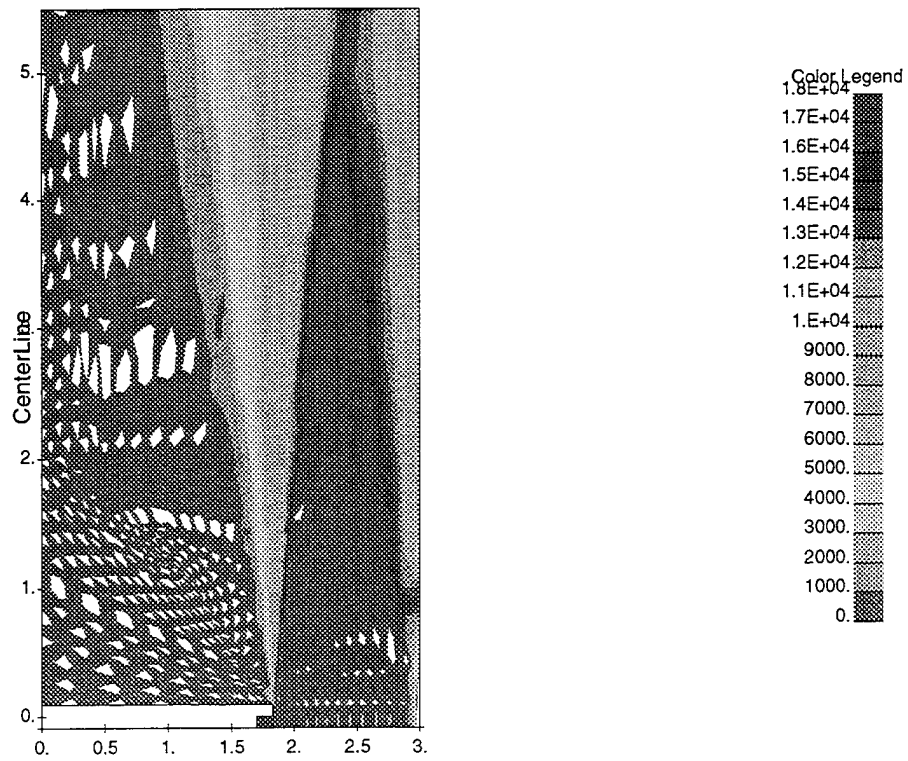 Color Legend
1.8E+04
1.7E+04
1.6E+04
1.5E+04
1.4E+04
1.3E+04
1.2E+04
1.1E+04
1.E+04
9000.
8000.
7000.
6000.
5000.
4000.
3000.
2000.
1000.
0.
5.
4.
3.
2.
1.
0.
CenterLine
0. 0.5 1. 1.5 2. 2.5 3.